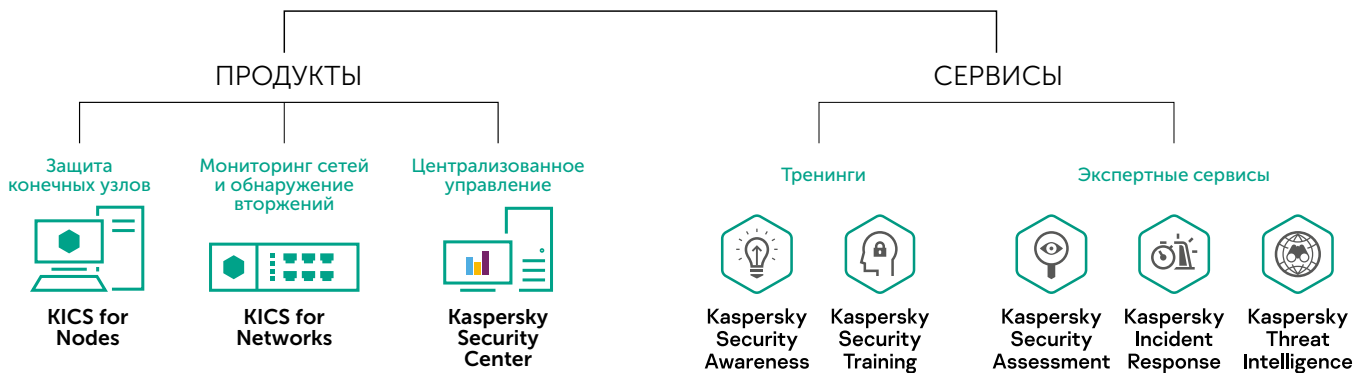 ПРОДУКТЫ
СЕРВИСЫ
Защита
конечных узлов
Мониторинг сетей
и обнаружение
вторжений
Централизованное
управление
Тренинги
Экспертные сервисы
KICS for
Nodes
KICS for
Networks
Kaspersky
Security
Center
Kaspersky
Security
Awareness
Kaspersky
Security
Training
Kaspersky
Security
Assessment
Kaspersky
Incident
Response
Kaspersky
Threat
Intelligence